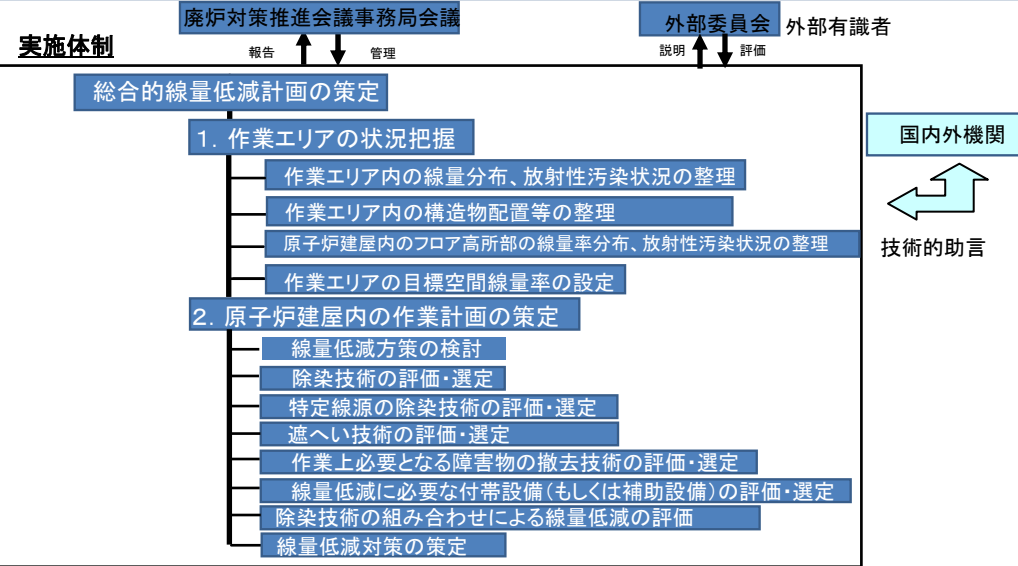 廃炉対策推進会議事務局会議
外部委員会
外部有識者
実施体制
報告
管理
説明
評価
総合的線量低減計画の策定
1．作業エリアの状況把握
国内外機関
作業エリア内の線量分布、放射性汚染状況の整理
作業エリア内の構造物配置等の整理
原子炉建屋内のフロア高所部の線量率分布、放射性汚染状況の整理
技術的助言
作業エリアの目標空間線量率の設定
2．原子炉建屋内の作業計画の策定
線量低減方策の検討
除染技術の評価・選定
特定線源の除染技術の評価・選定
遮へい技術の評価・選定
作業上必要となる障害物の撤去技術の評価・選定
線量低減に必要な付帯設備（もしくは補助設備）の評価・選定
除染技術の組み合わせによる線量低減の評価
線量低減対策の策定